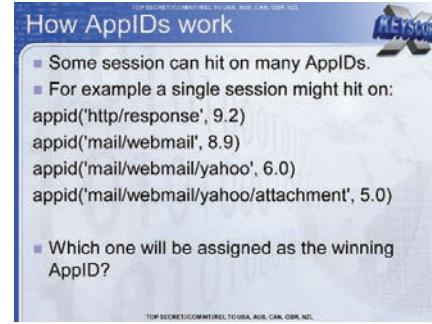 TOP SECRET//COMINT//REL TO USA, AUS, CAN, GBR, NZL
How AppIDs work
X
KEYSCORE
Some session can hit on many AppIDs.
For example a single session might hit on:
appid('http/response', 9.2)
appid('mail/webmail', 8.9)
appid('mail/webmail/yahoo', 6.0)
appid('mail/webmail/yahoo/attachment', 5.0)
Which one will be assigned as the winning
AppID?
TOP SECRET//COMINT//REL TO USA, AUS, CAN, GBR, NZL